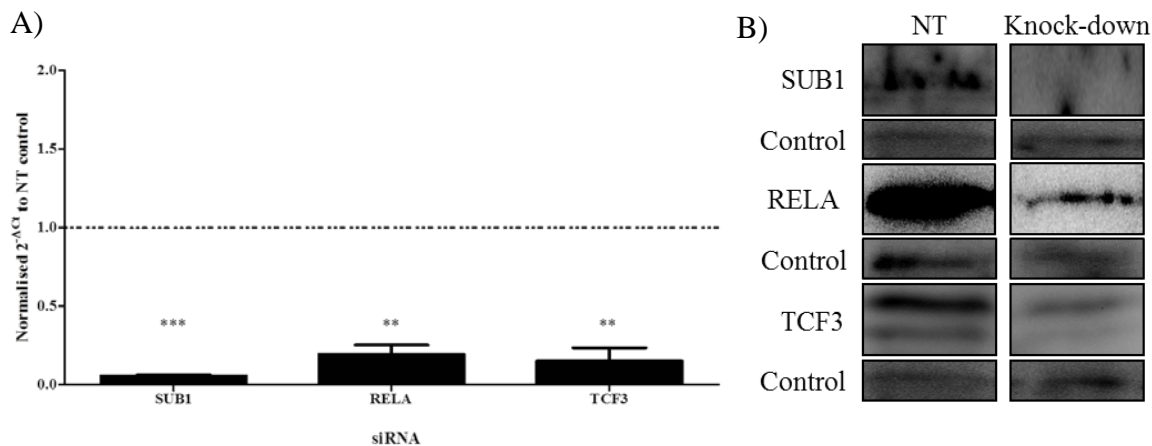 A)
Normalised 2^-ΔCt to NT control
2.0
1.5
1.0
0.5
0.0
***
**
**
SUB1
RELA
TCF3
siRNA
B)
NT
Knock-down
SUB1
Control
RELA
Control
TCF3
Control